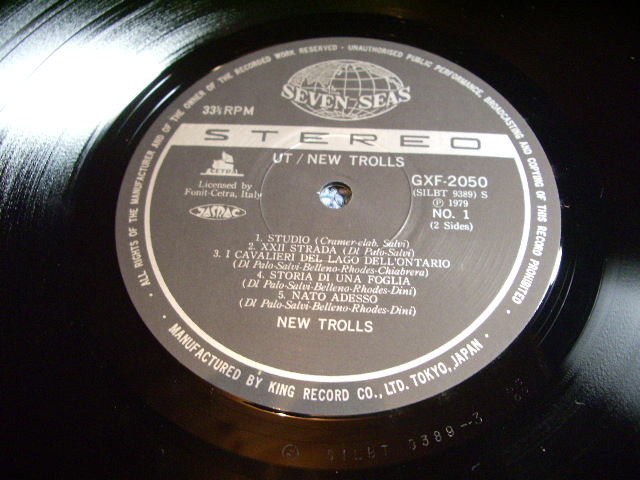 ALL RIGHTS OF THE MANUFACTURER AND OF THE OWNER OF THE RECORDED WORK RESERVED · UNAUTHORISED PUBLIC PERFORMANCE, BROADCASTING AND COPYING OF THIS RECORD PROHIBITED ·
SEVEN SEAS
33⅓ RPM
STEREO
UT / NEW TROLLS
CETRA
Licensed by
Fonit-Cetra, Italy
GXF-2050
(SILBT 9389) S
Ⓟ 1979
NO. 1
(2 Sides)
1. STUDIO (Cramer-elab. Salvi)
2. XXII STRADA (Di Palo-Salvi)
3. I CAVALIERI DEL LAGO DELL'ONTARIO
(Di Palo-Salvi-Belleno-Rhodes-Chiabrera)
4. STORIA DI UNA FOGLIA
(Di Palo-Salvi-Belleno-Rhodes-Dini)
5. NATO ADESSO
(Di Palo-Salvi-Belleno-Rhodes-Dini)
NEW TROLLS
MANUFACTURED BY KING RECORD CO., LTD. TOKYO, JAPAN ·
SILBT 9389-3